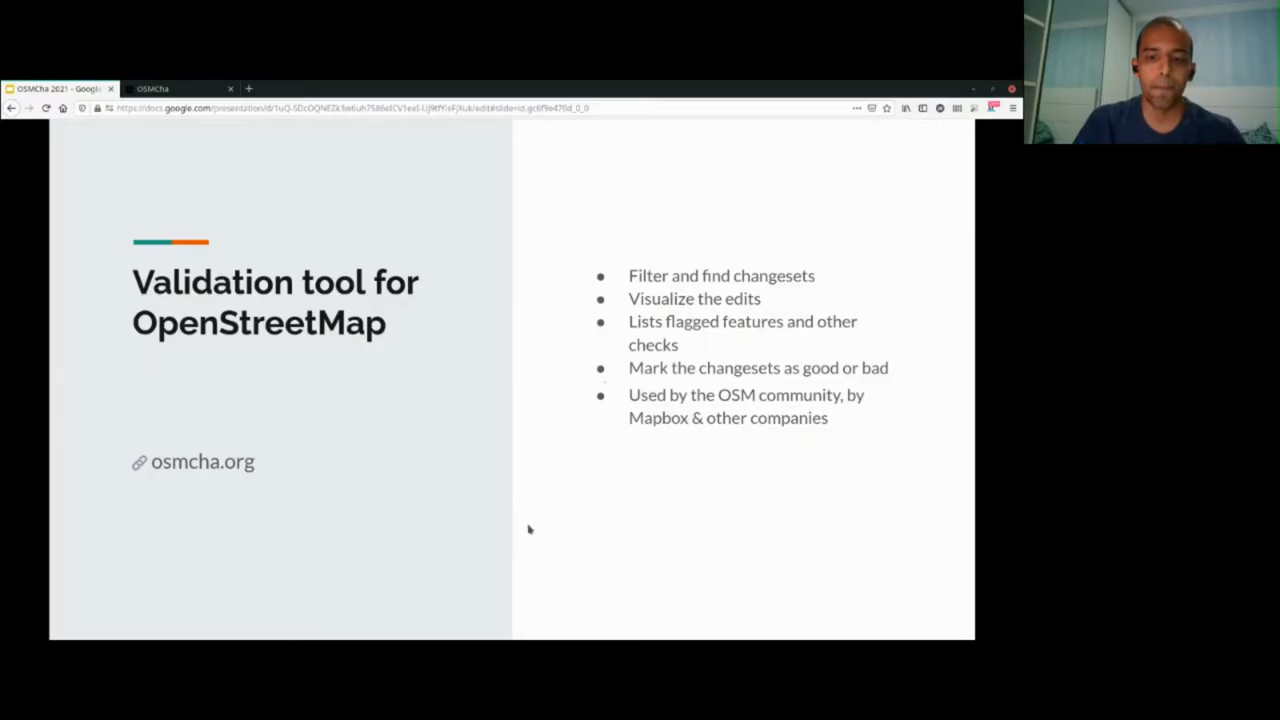 OSMCha 2021 - Google
OSMCha
Validation tool for
OpenStreetMap
osmcha.org
Filter and find changesets
Visualize the edits
Lists flagged features and other
checks
Mark the changesets as good or bad
Used by the OSM community, by
Mapbox & other companies